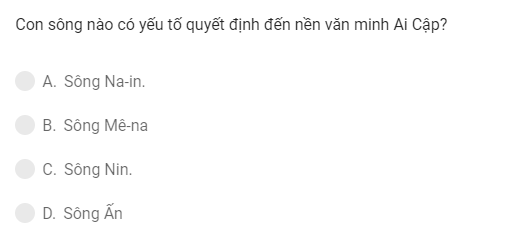 Con sông nào có yếu tố quyết định đến nền văn minh Ai Cập?
A. Sông Na-in.
B. Sông Mê-na
C. Sông Nin.
D. Sông Ấn